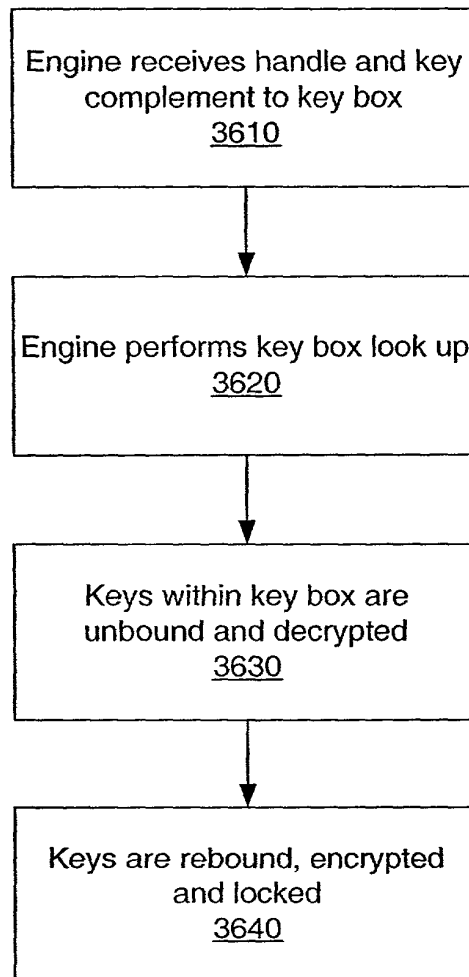 Engine receives handle and key
complement to key box
3610
Engine performs key box look up
3620
Keys within key box are
unbound and decrypted
3630
Keys are rebound, encrypted
and locked
3640